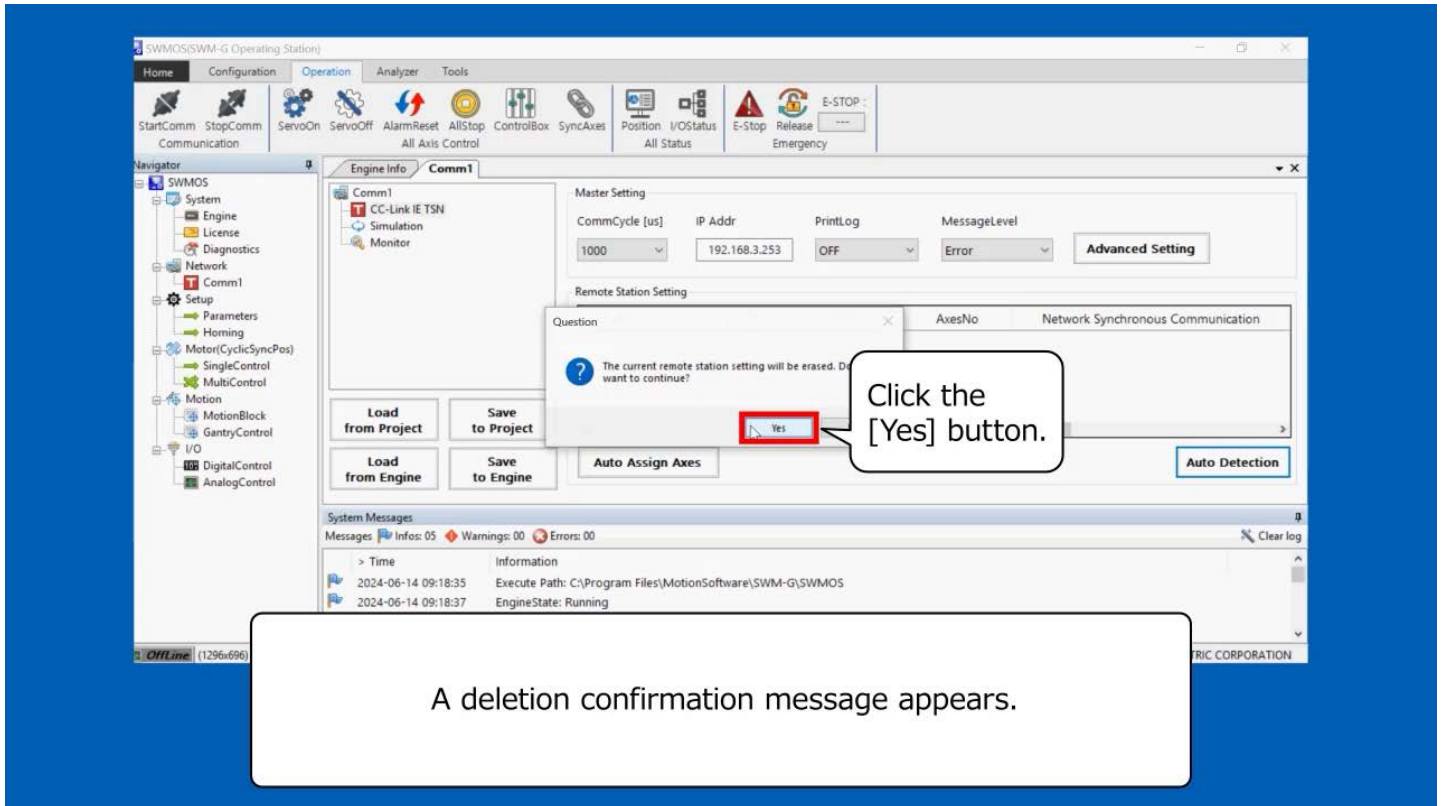 SWMOS(SWM-G Operating Station)
Home Configuration Operation Analyzer Tools
StartComm StopComm ServoOn ServoOff AlarmReset AllStop ControlBox SyncAxes Position I/OStatus E-Stop Release E-STOP : ---
Communication All Axis Control All Status Emergency
Navigator
SWMOS
System
Engine
License
Diagnostics
Network
Comm1
Setup
Parameters
Homing
Motor(CyclicSyncPos)
SingleControl
MultiControl
Motion
MotionBlock
GantryControl
I/O
DigitalControl
AnalogControl
Engine Info Comm1
Comm1
CC-Link IE TSN
Simulation
Monitor
Load
from Project
Save
to Project
Load
from Engine
Save
to Engine
Master Setting
CommCycle [us] IP Addr PrintLog MessageLevel
1000 192.168.3.253 OFF Error Advanced Setting
Remote Station Setting
AxesNo Network Synchronous Communication
Question
The current remote station setting will be erased.
want to continue?
Yes
Click the
[Yes] button.
Auto Assign Axes Auto Detection
System Messages
Messages Infos: 05 Warnings: 00 Errors: 00 Clear log
> Time Information
2024-06-14 09:18:35 Execute Path: C:\Program Files\MotionSoftware\SWM-G\SWMOS
2024-06-14 09:18:37 EngineState: Running
OffLine (1296x696) TRIC CORPORATION
A deletion confirmation message appears.